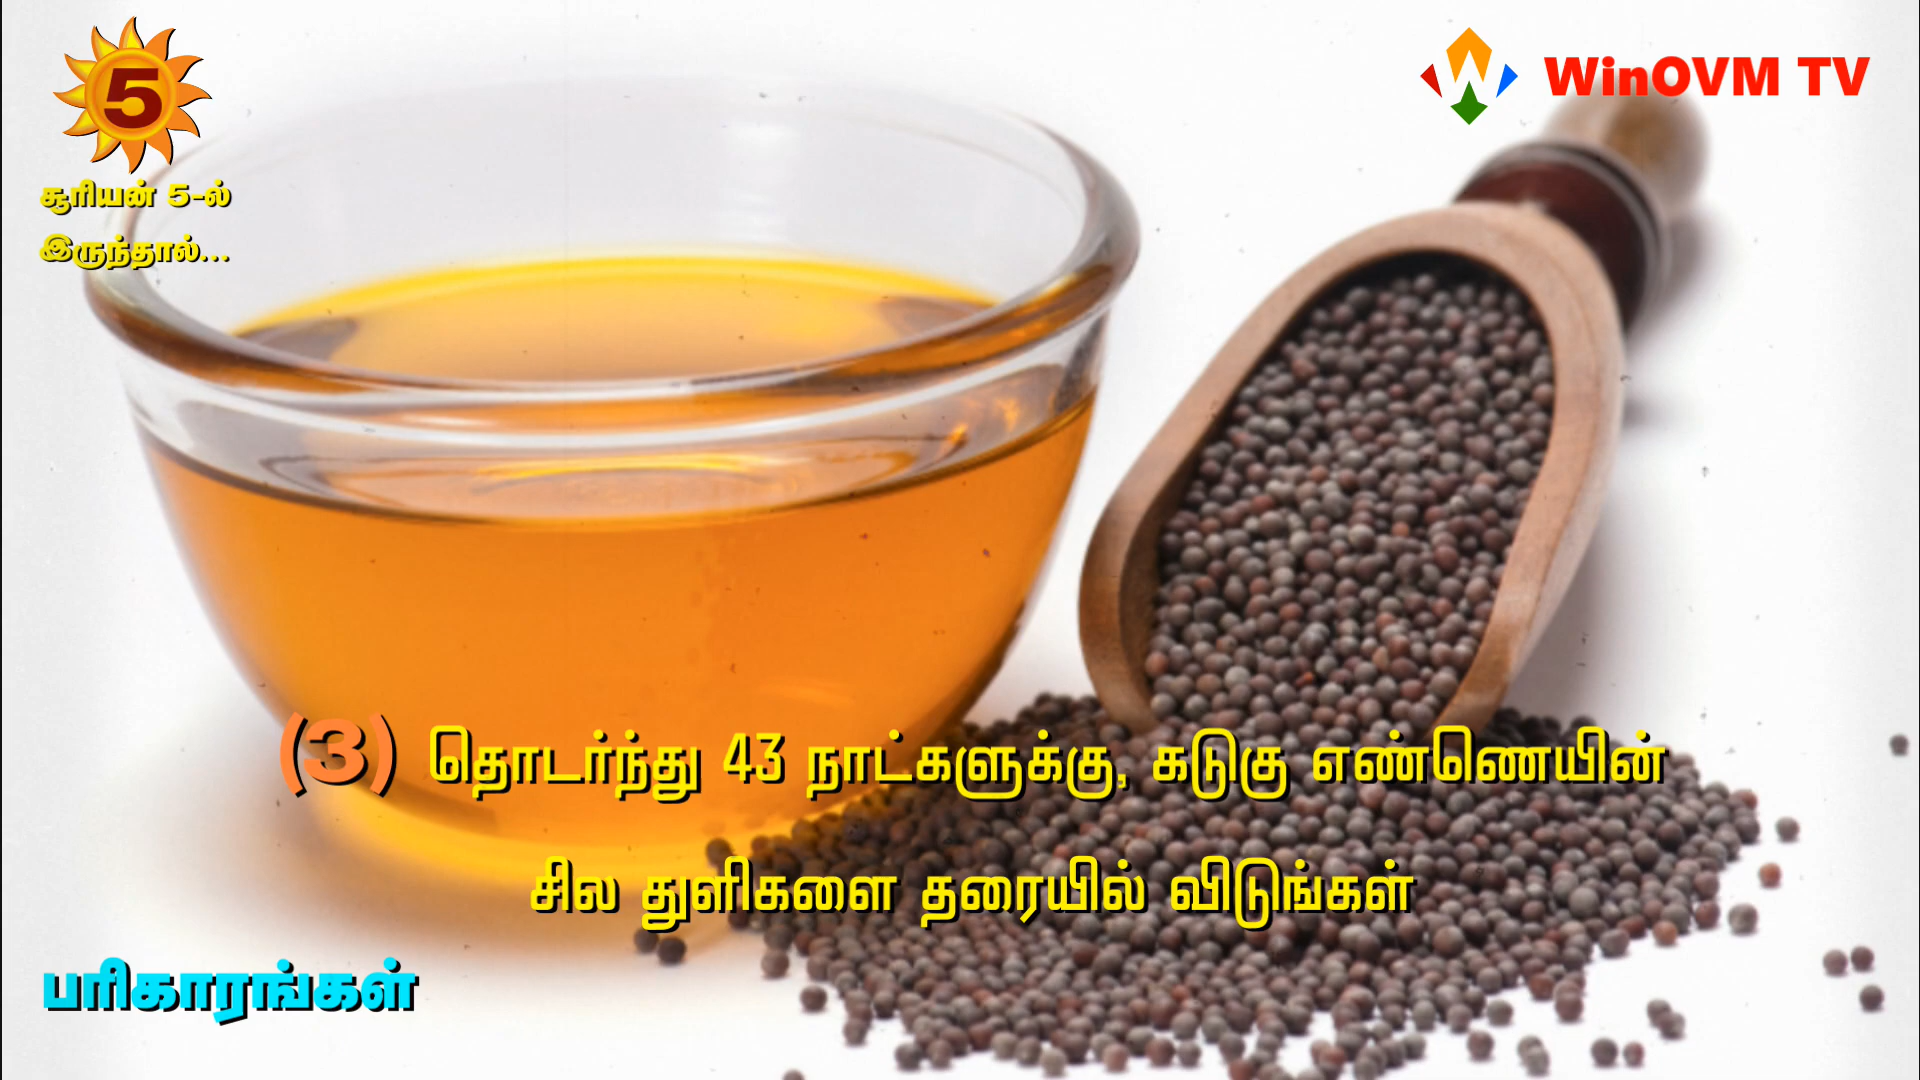 5
சூரியன் 5-ல்
இருந்தால்...
WinOVM TV
(3) தொடர்ந்து 43 நாட்களுக்கு, கடுகு எண்ணெயின்
சில துளிகளை தரையில் விடுங்கள்
பரிகாரங்கள்